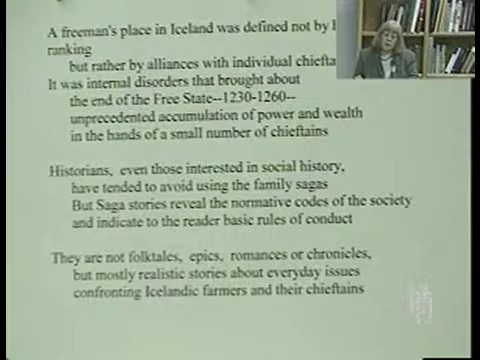 A freeman's place in Iceland was defined not by
ranking
but rather by alliances with individual
It was internal disorders that brought about
the end of the Free State--1230-1260--
unprecedented accumulation of power and wealth
in the hands of a small number of chieftains
Historians, even those interested in social history,
have tended to avoid using the family sagas
But Saga stories reveal the normative codes of the society
and indicate to the reader basic rules of conduct
They are not folktales, epics, romances or chronicles,
but mostly realistic stories about everyday issues
confronting Icelandic farmers and their chieftains